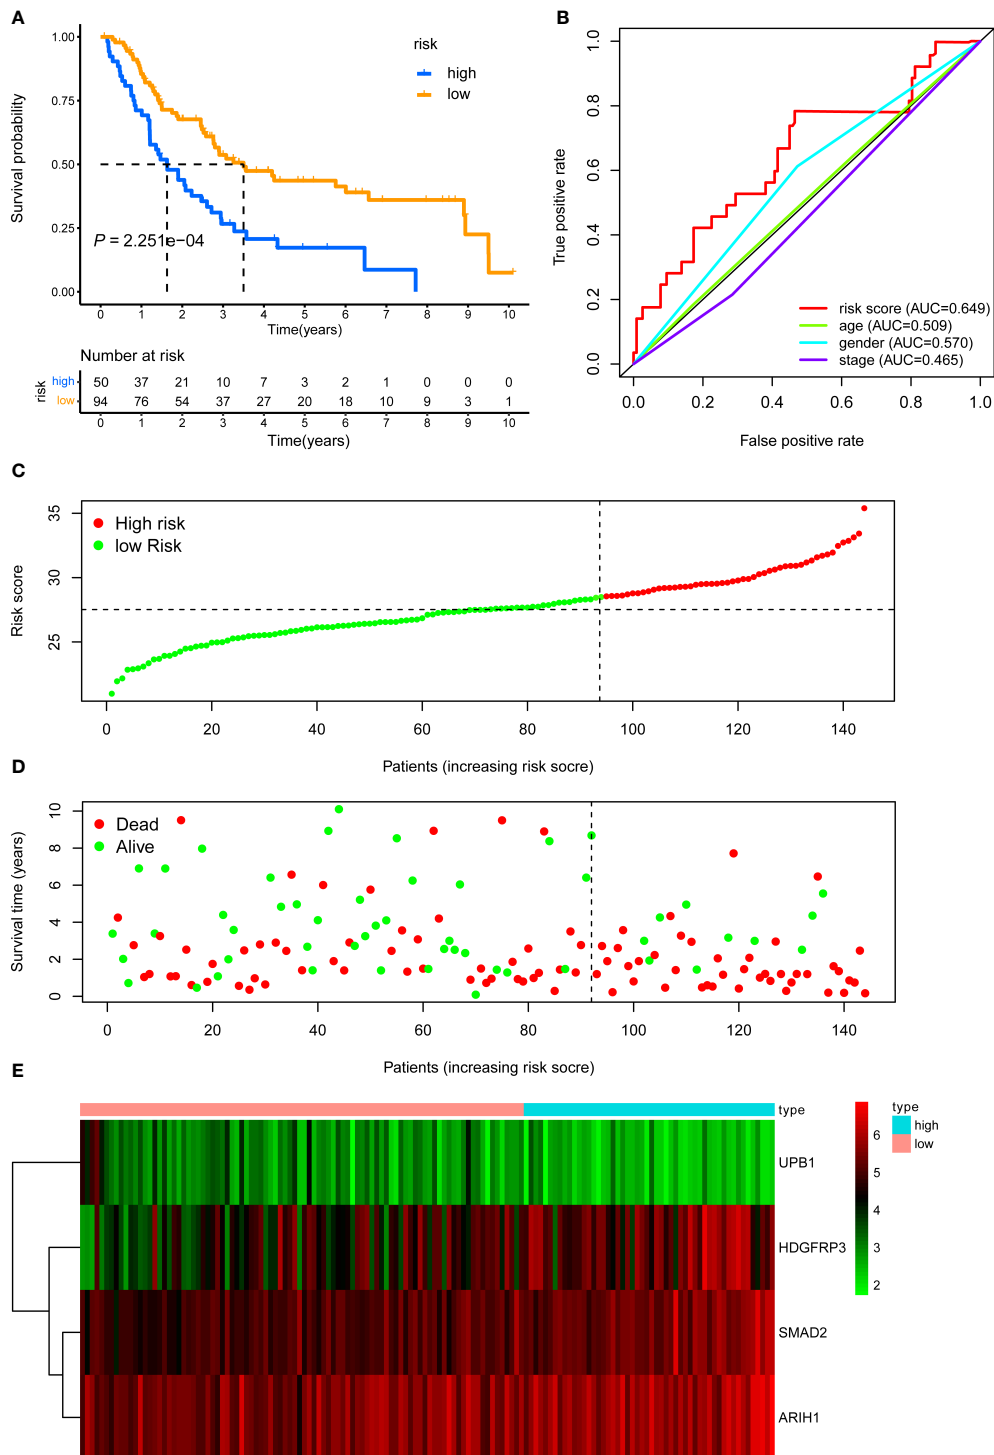 A
1.00
0.75
0.50
0.25
0.00
Survival probability
risk
high
low
P = 2.251e−04
0 1 2 3 4 5 6 7 8 9 10
Time(years)
Number at risk
risk
high 50 37 21 10 7 3 2 1 0 0 0
low 94 76 54 37 27 20 18 10 9 3 1
0 1 2 3 4 5 6 7 8 9 10
Time(years)
B
True positive rate
0.0 0.2 0.4 0.6 0.8 1.0
risk score (AUC=0.649)
age (AUC=0.509)
gender (AUC=0.570)
stage (AUC=0.465)
0.0 0.2 0.4 0.6 0.8 1.0
False positive rate
C
Risk score
25 30 35
High risk
low Risk
0 20 40 60 80 100 120 140
Patients (increasing risk socre)
D
Survival time (years)
0 2 4 6 8 10
Dead
Alive
0 20 40 60 80 100 120 140
Patients (increasing risk socre)
E
type
UPB1
HDGFRP3
SMAD2
ARIH1
6
5
4
3
2
type
high
low